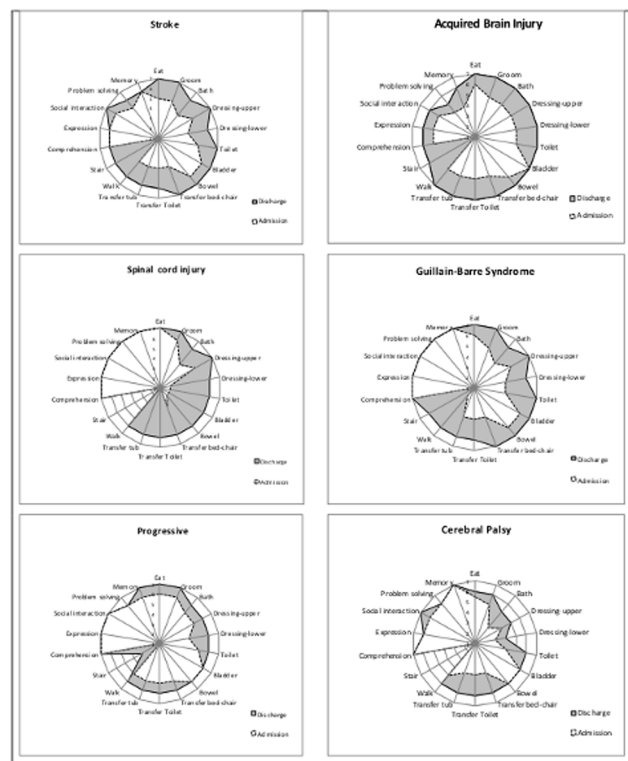 Stroke
Eat
Groom
Bath
Dressing-upper
Dressing-lower
Toilet
Bladder
Bowel
Transfer bed-chair
Transfer Toilet
Transfer tub
Walk
Stair
Comprehension
Expression
Social interaction
Problem solving
Memory
Discharge
Admission
Acquired Brain Injury
Eat
Groom
Bath
Dressing-upper
Dressing-lower
Toilet
Bladder
Bowel
Transfer bed-chair
Transfer Toilet
Transfer tub
Walk
Stair
Comprehension
Expression
Social interaction
Problem solving
Memory
Discharge
Admission
Spinal cord injury
Eat
Groom
Bath
Dressing-upper
Dressing-lower
Toilet
Bladder
Bowel
Transfer bed-chair
Transfer Toilet
Transfer tub
Walk
Stair
Comprehension
Expression
Social interaction
Problem solving
Memory
Discharge
Admission
Guillain-Barre Syndrome
Eat
Groom
Bath
Dressing-upper
Dressing-lower
Toilet
Bladder
Bowel
Transfer bed-chair
Transfer Toilet
Transfer tub
Walk
Stair
Comprehension
Expression
Social interaction
Problem solving
Memory
Discharge
Admission
Progressive
Eat
Groom
Bath
Dressing-upper
Dressing-lower
Toilet
Bladder
Bowel
Transfer bed-chair
Transfer Toilet
Transfer tub
Walk
Stair
Comprehension
Expression
Social interaction
Problem solving
Memory
Discharge
Admission
Cerebral Palsy
Eat
Groom
Bath
Dressing-upper
Dressing-lower
Toilet
Bladder
Bowel
Transfer bed-chair
Transfer Toilet
Transfer tub
Walk
Stair
Comprehension
Expression
Social interaction
Problem solving
Memory
Discharge
Admission